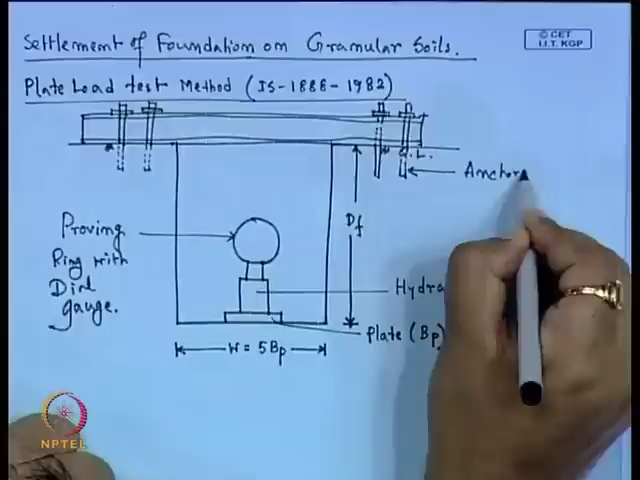 © CET
I.I.T. KGP
Settlement of Foundation on Granular Soils.
Plate Load test Method (IS-1888-1982)
G.L.
Anchor
Df
Proving
Ring with
Dial
gauge.
Hydra
Plate (Bp)
W = 5Bp
NPTEL